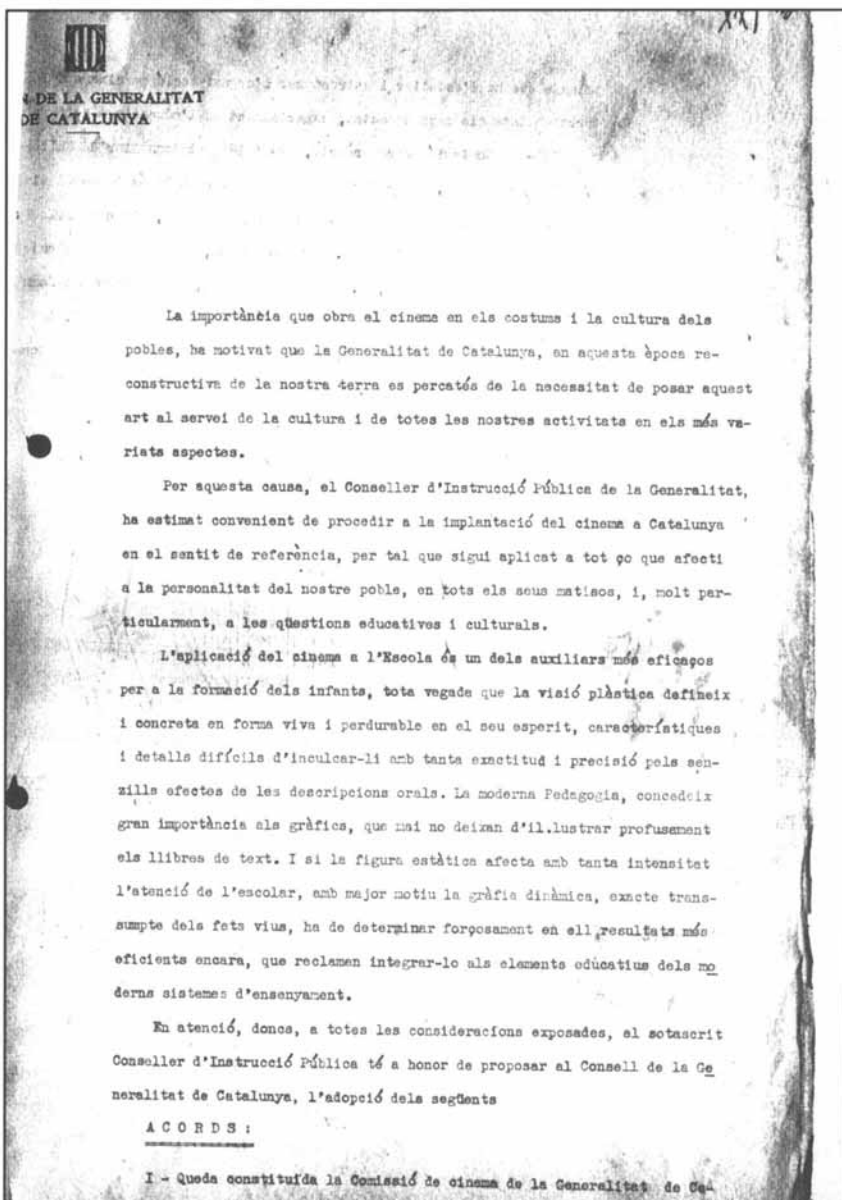 N DE LA GENERALITAT
DE CATALUNYA
La importància que obra el cinema en els costums i la cultura dels
pobles, ha motivat que la Generalitat de Catalunya, en aquesta època re-
constructiva de la nostra terra es percatés de la necessitat de posar aquest
art al servei de la cultura i de totes les nostres activitats en els més va-
riats aspectes.
Per aquesta causa, el Conseller d'Instrucció Pública de la Generalitat,
ha estimat convenient de procedir a la implantació del cinema a Catalunya
en el sentit de referència, per tal que sigui aplicat a tot ço que afecti
a la personalitat del nostre poble, en tots els seus matisos, i, molt par-
ticularment, a les qüestions educatives i culturals.
L'aplicació del cinema a l'Escola és un dels auxiliars més eficaços
per a la formació dels infants, tota vegada que la visió plàstica defineix
i concreta en forma viva i perdurable en el seu esperit, característiques
i detalls difícils d'inculcar-li amb tanta exactitud i precisió pels sen-
zills efectes de les descripcions orals. La moderna Pedagogia, concedeix
gran importància als gràfics, que mai no deixan d'il.lustrar profusament
els llibres de text. I si la figura estàtica afecta amb tanta intensitat
l'atenció de l'escolar, amb major motiu la gràfia dinàmica, exacte trans-
sumpte dels fets vius, ha de determinar forçosament en ell resultats més
eficients encara, que reclamen integrar-lo als elements educatius dels mo
derns sistemes d'ensenyament.
En atenció, doncs, a totes les consideracions exposades, el sotascrit
Conseller d'Instrucció Pública té a honor de proposar al Consell de la Ge
neralitat de Catalunya, l'adopció dels següents
ACORDS:
I - Queda constituída la Comissió de cinema de la Generalitat de Ca-